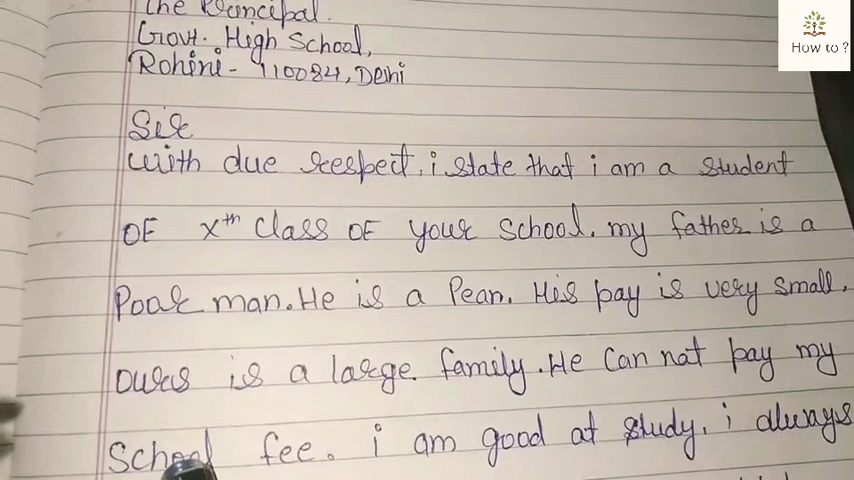 The Principal.
Govt. High School,
Rohini - 110084, Delhi
How to ?
Sir
with due respect, i state that i am a student
OF Xth class OF your school. my father is a
Poor man. He is a Pean. His pay is very small.
ours is a large family. He can not pay my
School fee. i am good at study. i always